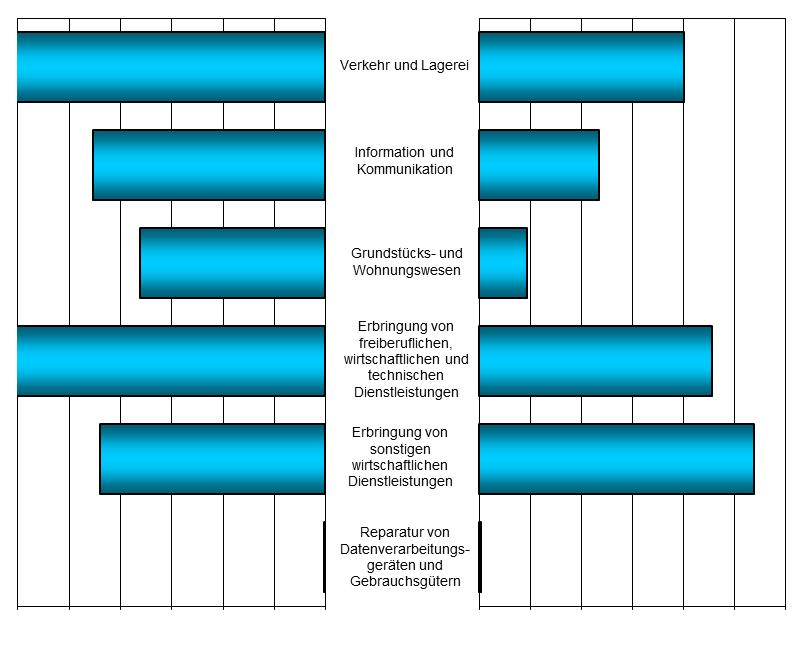 Verkehr und Lagerei
Information und
Kommunikation
Grundstücks- und
Wohnungswesen
Erbringung von
freiberuflichen,
wirtschaftlichen und
technischen
Dienstleistungen
Erbringung von
sonstigen
wirtschaftlichen
Dienstleistungen
Reparatur von
Datenverarbeitungs-
geräten und
Gebrauchsgütern